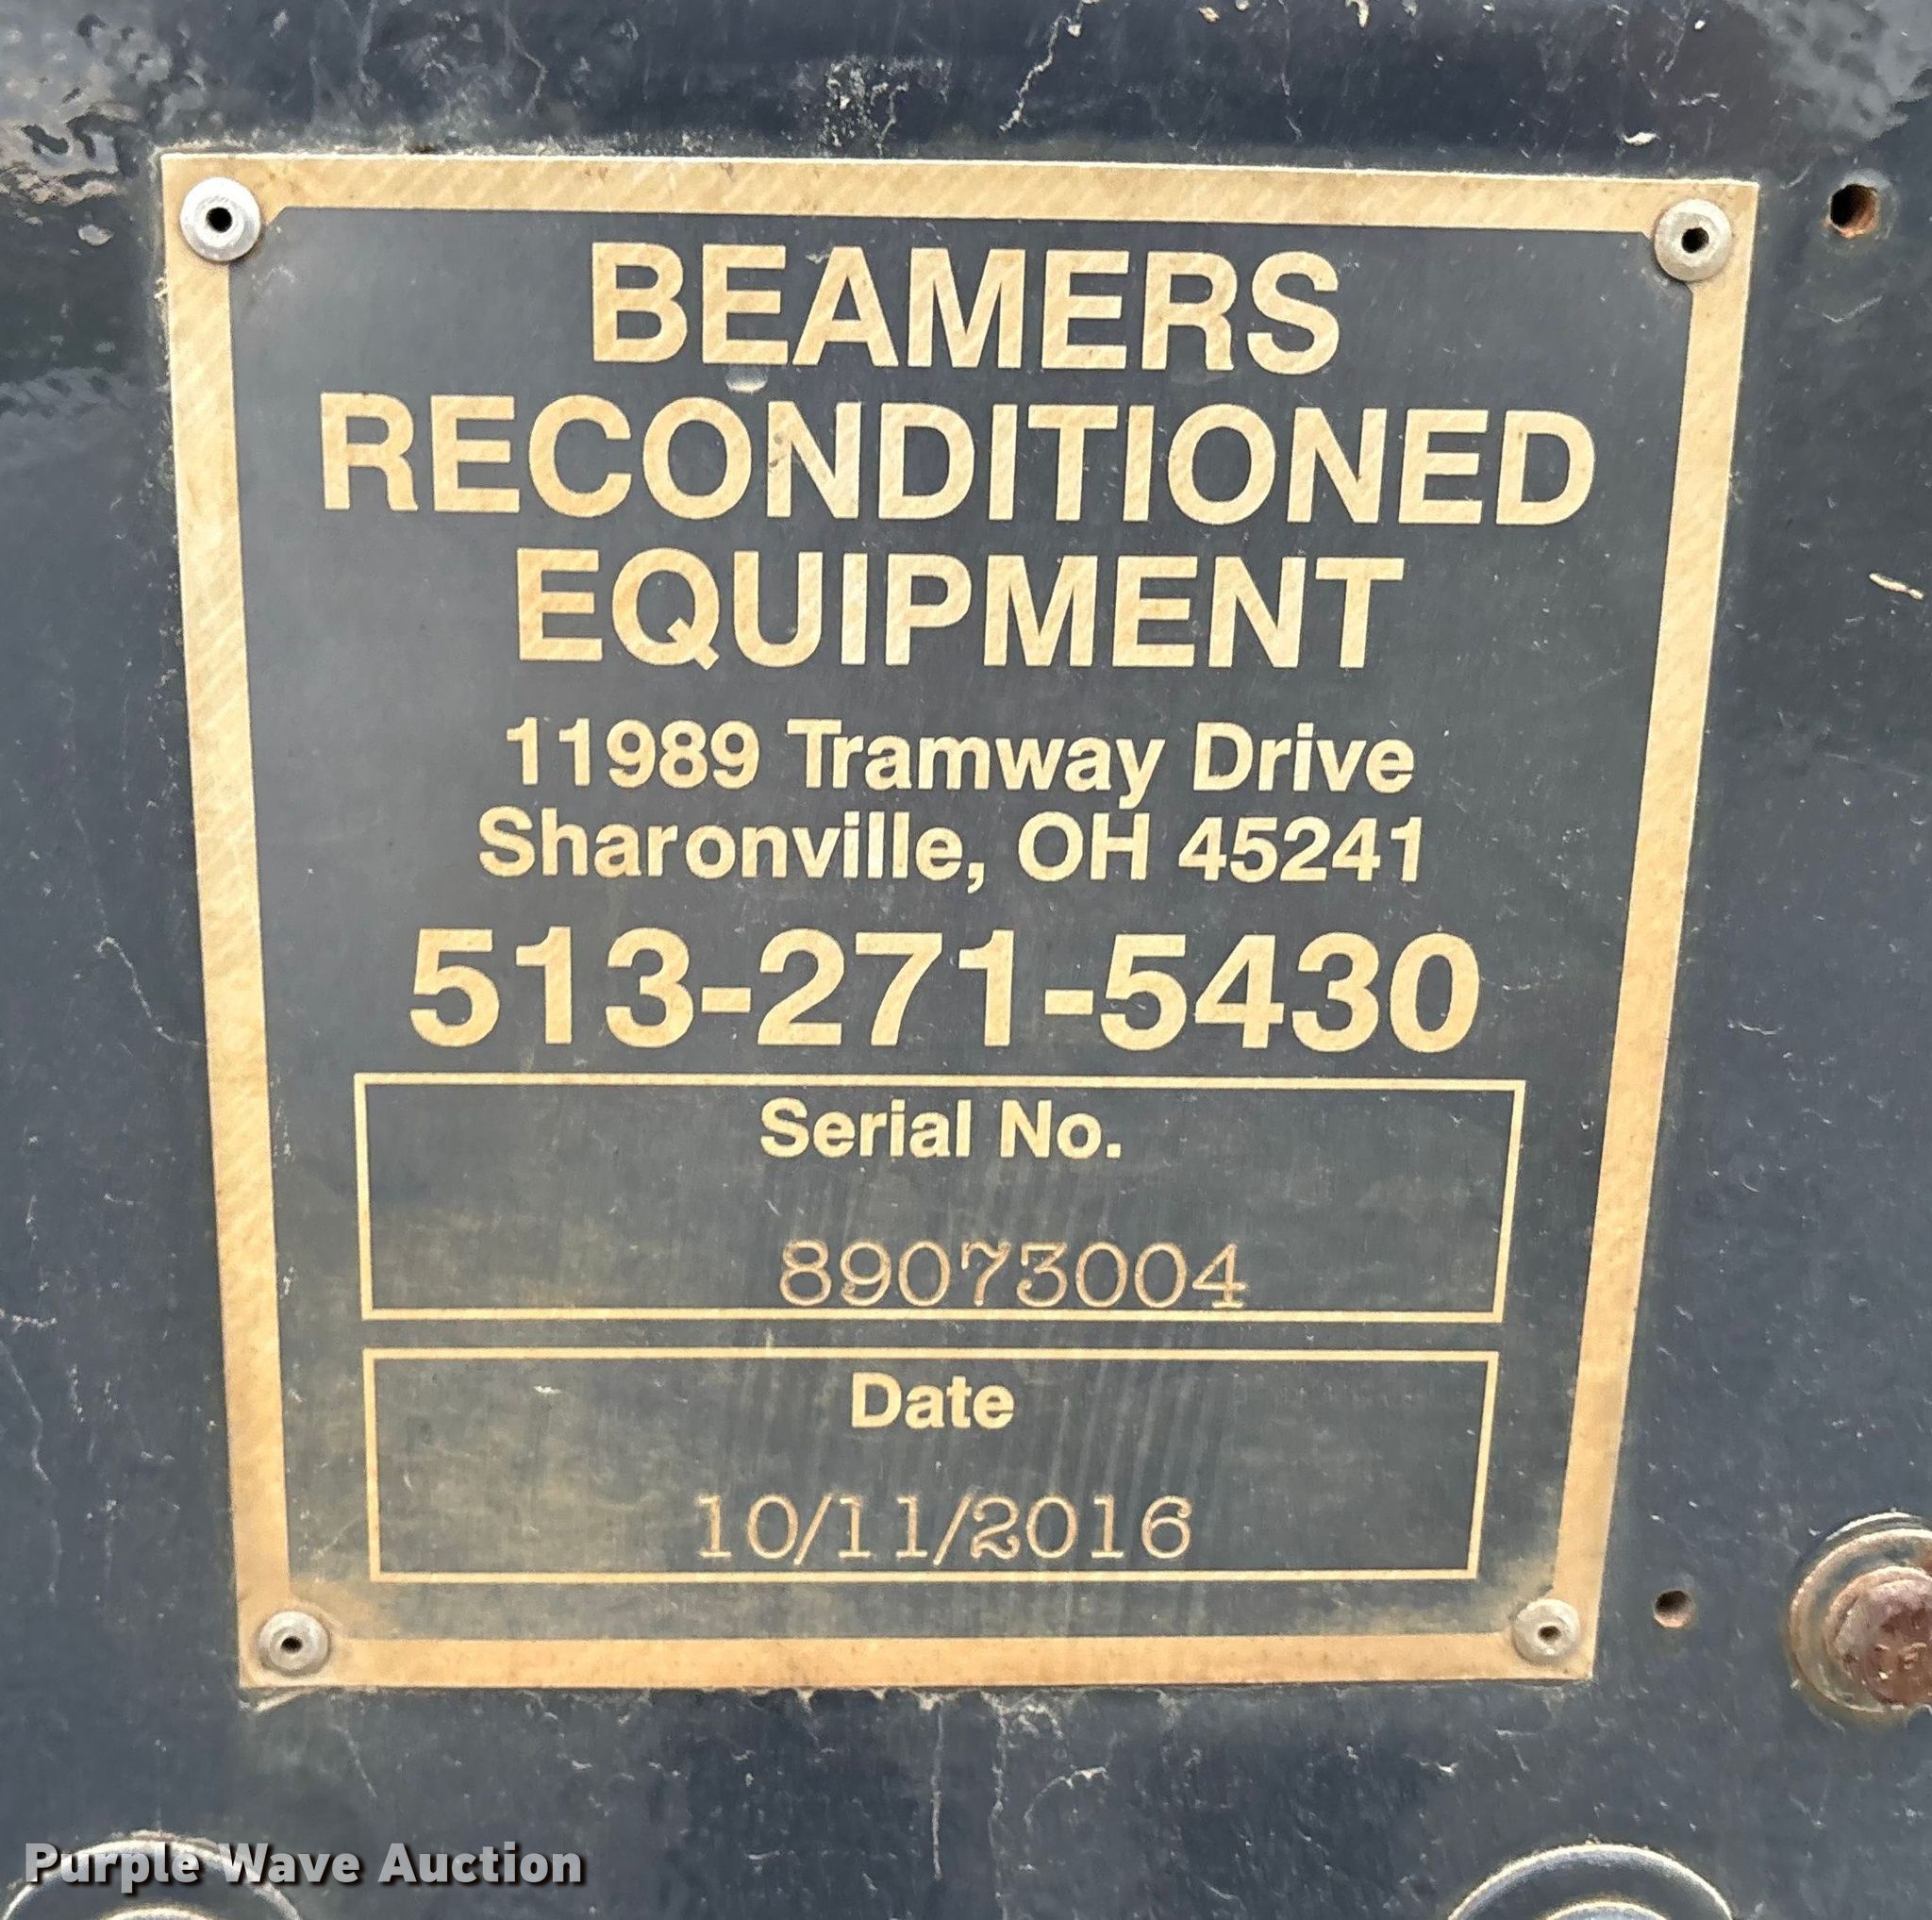 BEAMERS
RECONDITIONED
EQUIPMENT
11989 Tramway Drive
Sharonville, OH 45241
513-271-5430
Serial No.
89073004
Date
10/11/2016
Purple Wave Auction